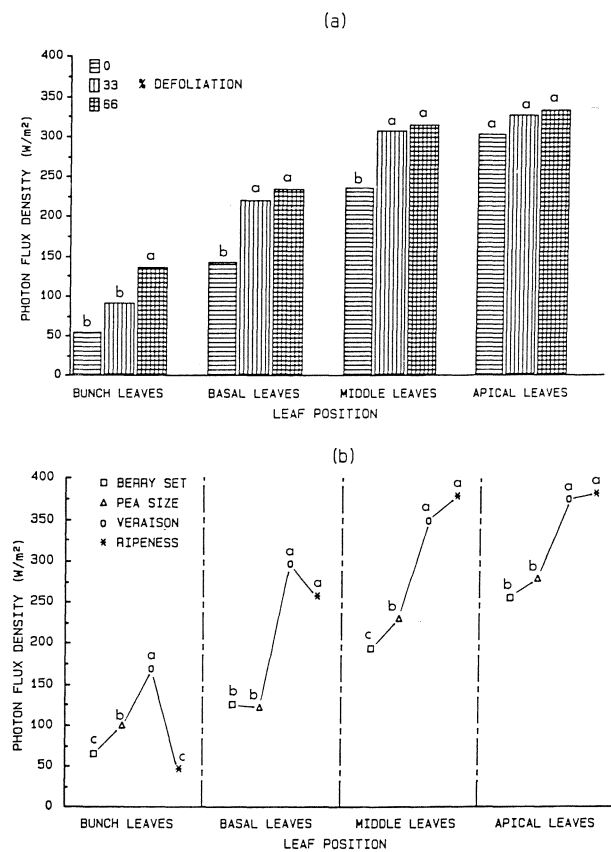 (a)
400
350
300
250
200
150
100
50
0
PHOTON FLUX DENSITY (W/m²)
0
33 % DEFOLIATION
66
b b a
b a a
b a a
a a a
BUNCH LEAVES BASAL LEAVES MIDDLE LEAVES APICAL LEAVES
LEAF POSITION
(b)
400
350
300
250
200
150
100
50
0
PHOTON FLUX DENSITY (W/m²)
BERRY SET
PEA SIZE
VERAISON
RIPENESS
c b a c
b b a a
c b a a
b b a a
BUNCH LEAVES BASAL LEAVES MIDDLE LEAVES APICAL LEAVES
LEAF POSITION